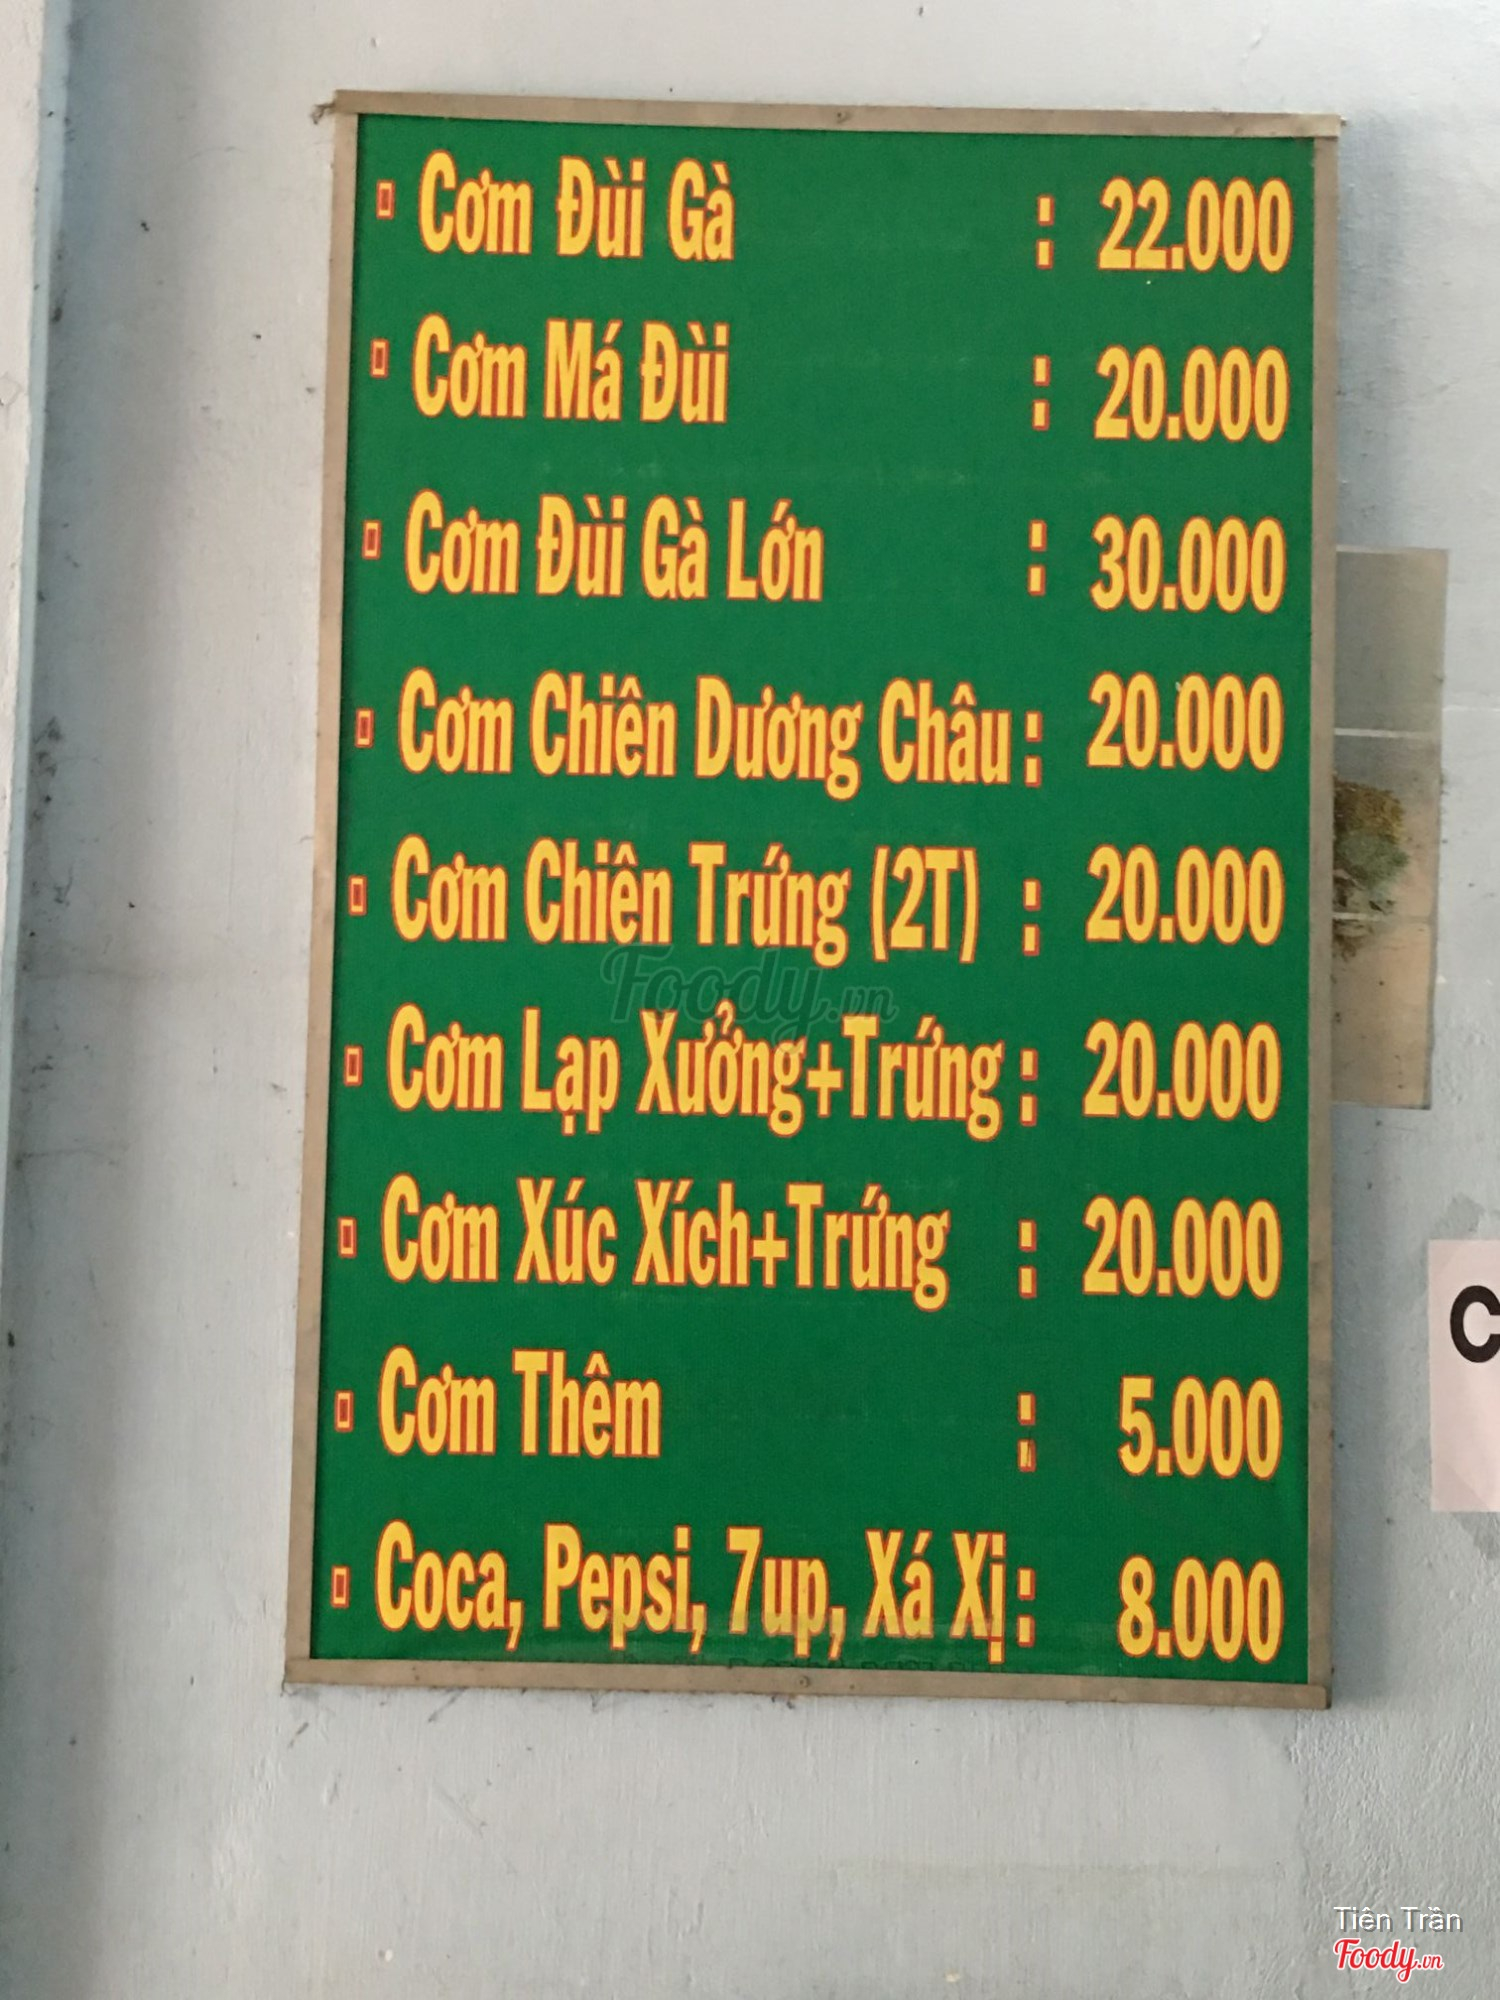 Cơm Đùi Gà : 22.000
Cơm Má Đùi : 20.000
Cơm Đùi Gà Lớn : 30.000
Cơm Chiên Dương Châu : 20.000
Cơm Chiên Trứng (2T) : 20.000
Foody.vn
Cơm Lạp Xưởng+Trứng : 20.000
Cơm Xúc Xích+Trứng : 20.000
C
Cơm Thêm : 5.000
Coca, Pepsi, 7up, Xá Xị : 8.000
Tiên Trần
Foody.vn